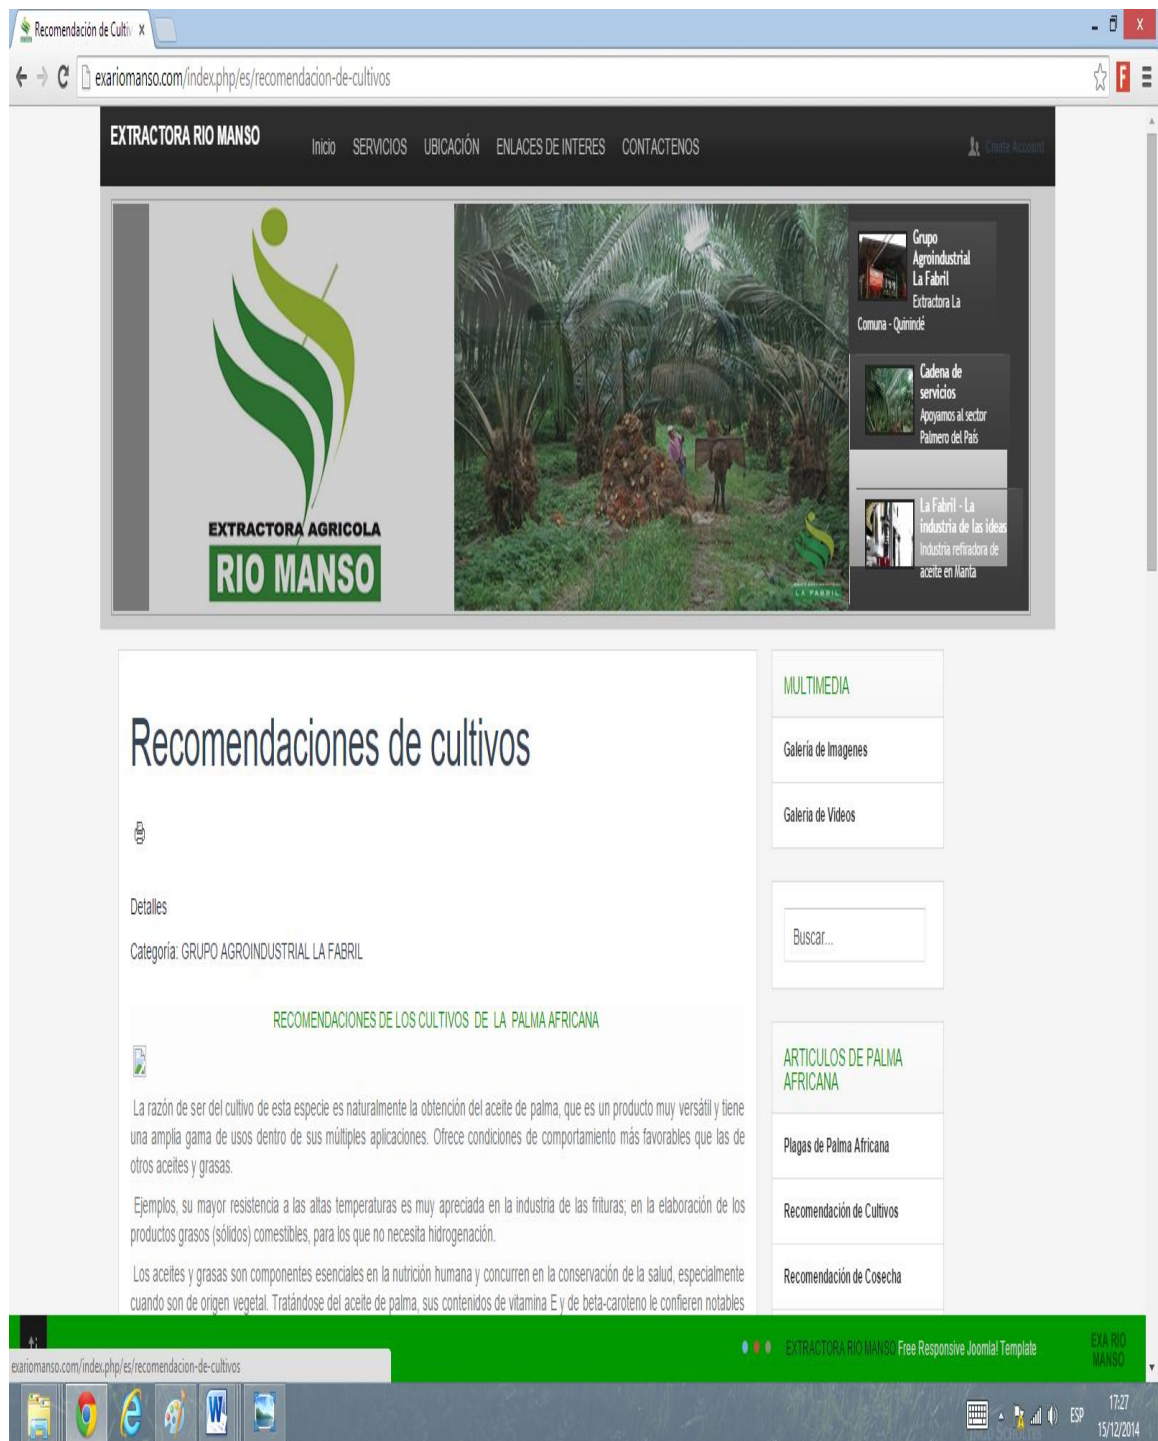 Recomendación de Cultiv x
exariomanso.com/index.php/es/recomendacion-de-cultivos
EXTRACTORA RIO MANSO
Inicio SERVICIOS UBICACIÓN ENLACES DE INTERES CONTACTENOS
Create Account
EXTRACTORA AGRICOLA
RIO MANSO
LA FABRIL
Grupo
Agroindustrial
La Fabril
Extractora La
Comuna - Quinindé
Cadena de
servicios
Apoyamos al sector
Palmero del País
La Fabril - La
industria de las ideas
Industria refiradora de
aceite en Manta
Recomendaciones de cultivos
Detalles
Categoría: GRUPO AGROINDUSTRIAL LA FABRIL
RECOMENDACIONES DE LOS CULTIVOS DE LA PALMA AFRICANA
La razón de ser del cultivo de esta especie es naturalmente la obtención del aceite de palma, que es un producto muy versátil y tiene
una amplia gama de usos dentro de sus múltiples aplicaciones. Ofrece condiciones de comportamiento más favorables que las de
otros aceites y grasas.
Ejemplos, su mayor resistencia a las altas temperaturas es muy apreciada en la industria de las frituras; en la elaboración de los
productos grasos (sólidos) comestibles, para los que no necesita hidrogenación.
Los aceites y grasas son componentes esenciales en la nutrición humana y concurren en la conservación de la salud, especialmente
cuando son de origen vegetal. Tratándose del aceite de palma, sus contenidos de vitamina E y de beta-caroteno le confieren notables
MULTIMEDIA
Galería de Imagenes
Galeria de Videos
Buscar...
ARTICULOS DE PALMA
AFRICANA
Plagas de Palma Africana
Recomendación de Cultivos
Recomendación de Cosecha
EXTRACTORA RIO MANSO Free Responsive Joomla! Template
EXA RIO
MANSO
exariomanso.com/index.php/es/recomendacion-de-cultivos
ESP
17:27
15/12/2014